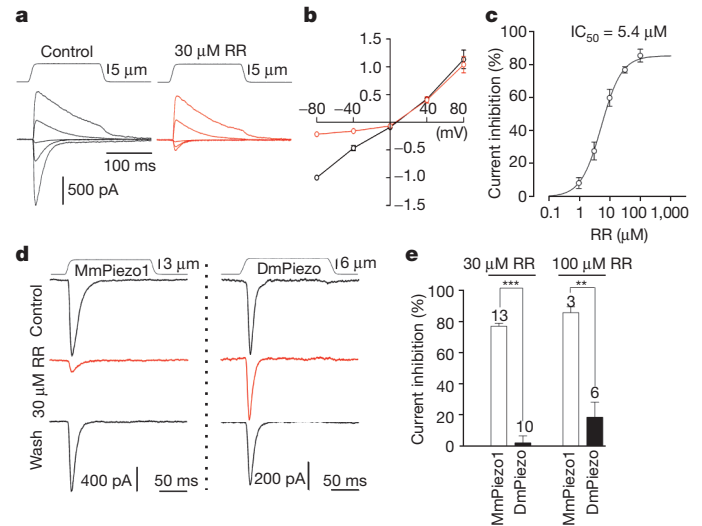 a
Control
5 μm
30 μM RR
5 μm
100 ms
500 pA
b
1.5
1.0
0.5
−80
−40
40
80
(mV)
−0.5
−1.0
−1.5
c
IC50 = 5.4 μM
Current inhibition (%)
100
80
60
40
20
0
0.1
1
10
100
1,000
RR (μM)
d
MmPiezo1
3 μm
DmPiezo
6 μm
Control
30 μM RR
Wash
400 pA
50 ms
200 pA
50 ms
e
30 μM RR
100 μM RR
Current inhibition (%)
100
80
60
40
20
0
***
**
13
10
3
6
MmPiezo1
DmPiezo
MmPiezo1
DmPiezo